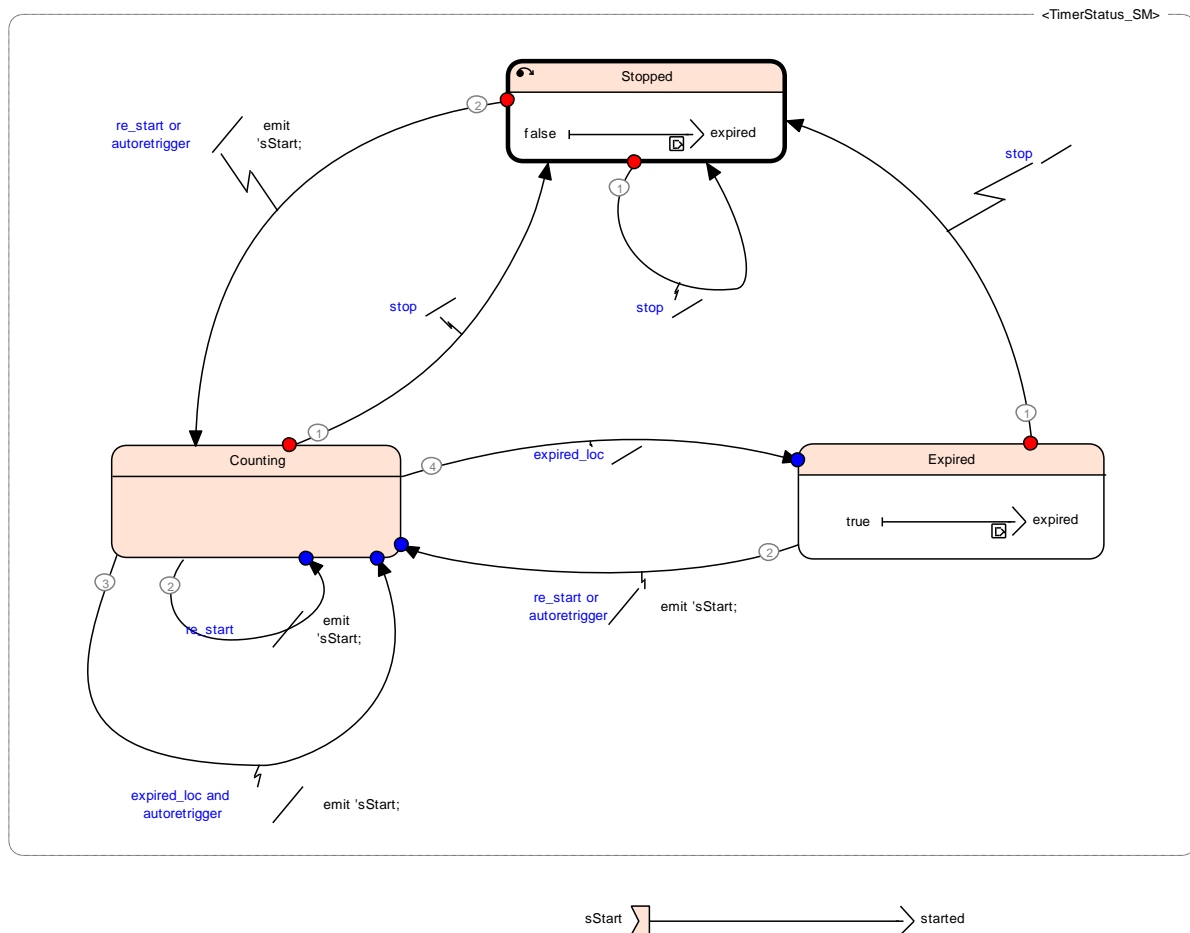 <TimerStatus_SM>
Stopped
2
false
expired
re_start or
autoretrigger
emit
'sStart;
1
stop
stop
stop
1
1
Counting
4
expired_loc
Expired
true
expired
2
3
2
re_start
emit
'sStart;
re_start or
autoretrigger
emit 'sStart;
expired_loc and
autoretrigger
emit 'sStart;
sStart
started